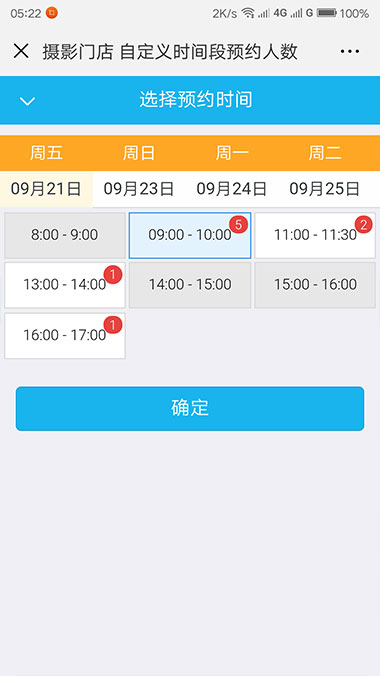 05:22 2K/s 4G G 100%
摄影门店 自定义时间段预约人数
选择预约时间
周五 周日 周一 周二
09月21日 09月23日 09月24日 09月25日
8:00 - 9:00 09:00 - 10:00 5 11:00 - 11:30 2
13:00 - 14:00 1 14:00 - 15:00 15:00 - 16:00
16:00 - 17:00 1
确定